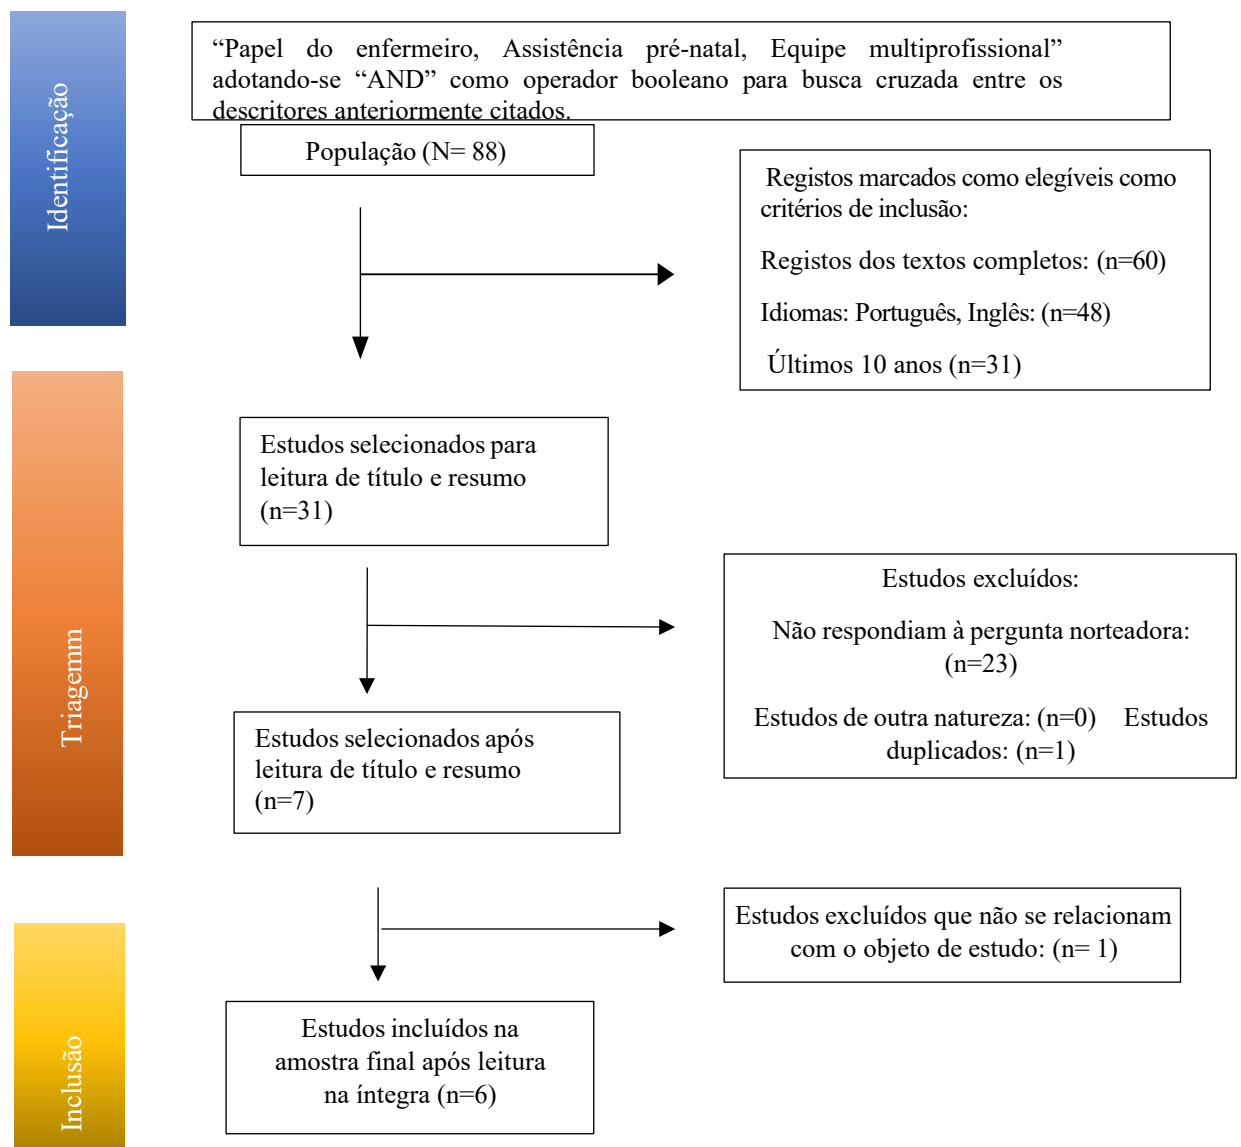 Identificação
“Papel do enfermeiro, Assistência pré-natal, Equipe multiprofissional”
adotando-se “AND” como operador booleano para busca cruzada entre os
descritores anteriormente citados.
População (N= 88)
Registos marcados como elegíveis como
critérios de inclusão:
Registos dos textos completos: (n=60)
Idiomas: Português, Inglês: (n=48)
Últimos 10 anos (n=31)
Triagemm
Estudos selecionados para
leitura de título e resumo
(n=31)
Estudos excluídos:
Não respondiam à pergunta norteadora:
(n=23)
Estudos de outra natureza: (n=0) Estudos
duplicados: (n=1)
Estudos selecionados após
leitura de título e resumo
(n=7)
Inclusão
Estudos excluídos que não se relacionam
com o objeto de estudo: (n= 1)
Estudos incluídos na
amostra final após leitura
na íntegra (n=6)